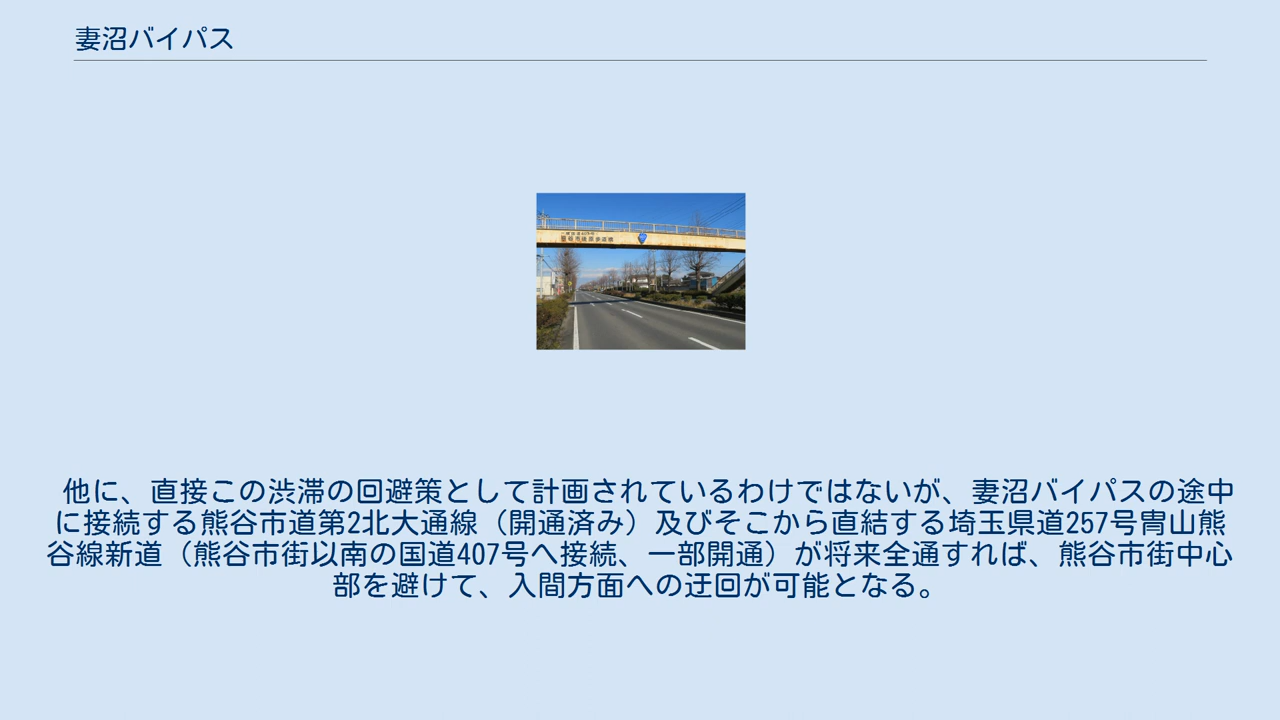 妻沼バイパス
他に、直接この渋滞の回避策として計画されているわけではないが、妻沼バイパスの途中
に接続する熊谷市道第2北大通線（開通済み）及びそこから直結する埼玉県道257号冑山熊
谷線新道（熊谷市街以南の国道407号へ接続、一部開通）が将来全通すれば、熊谷市街中心
部を避けて、入間方面への迂回が可能となる。